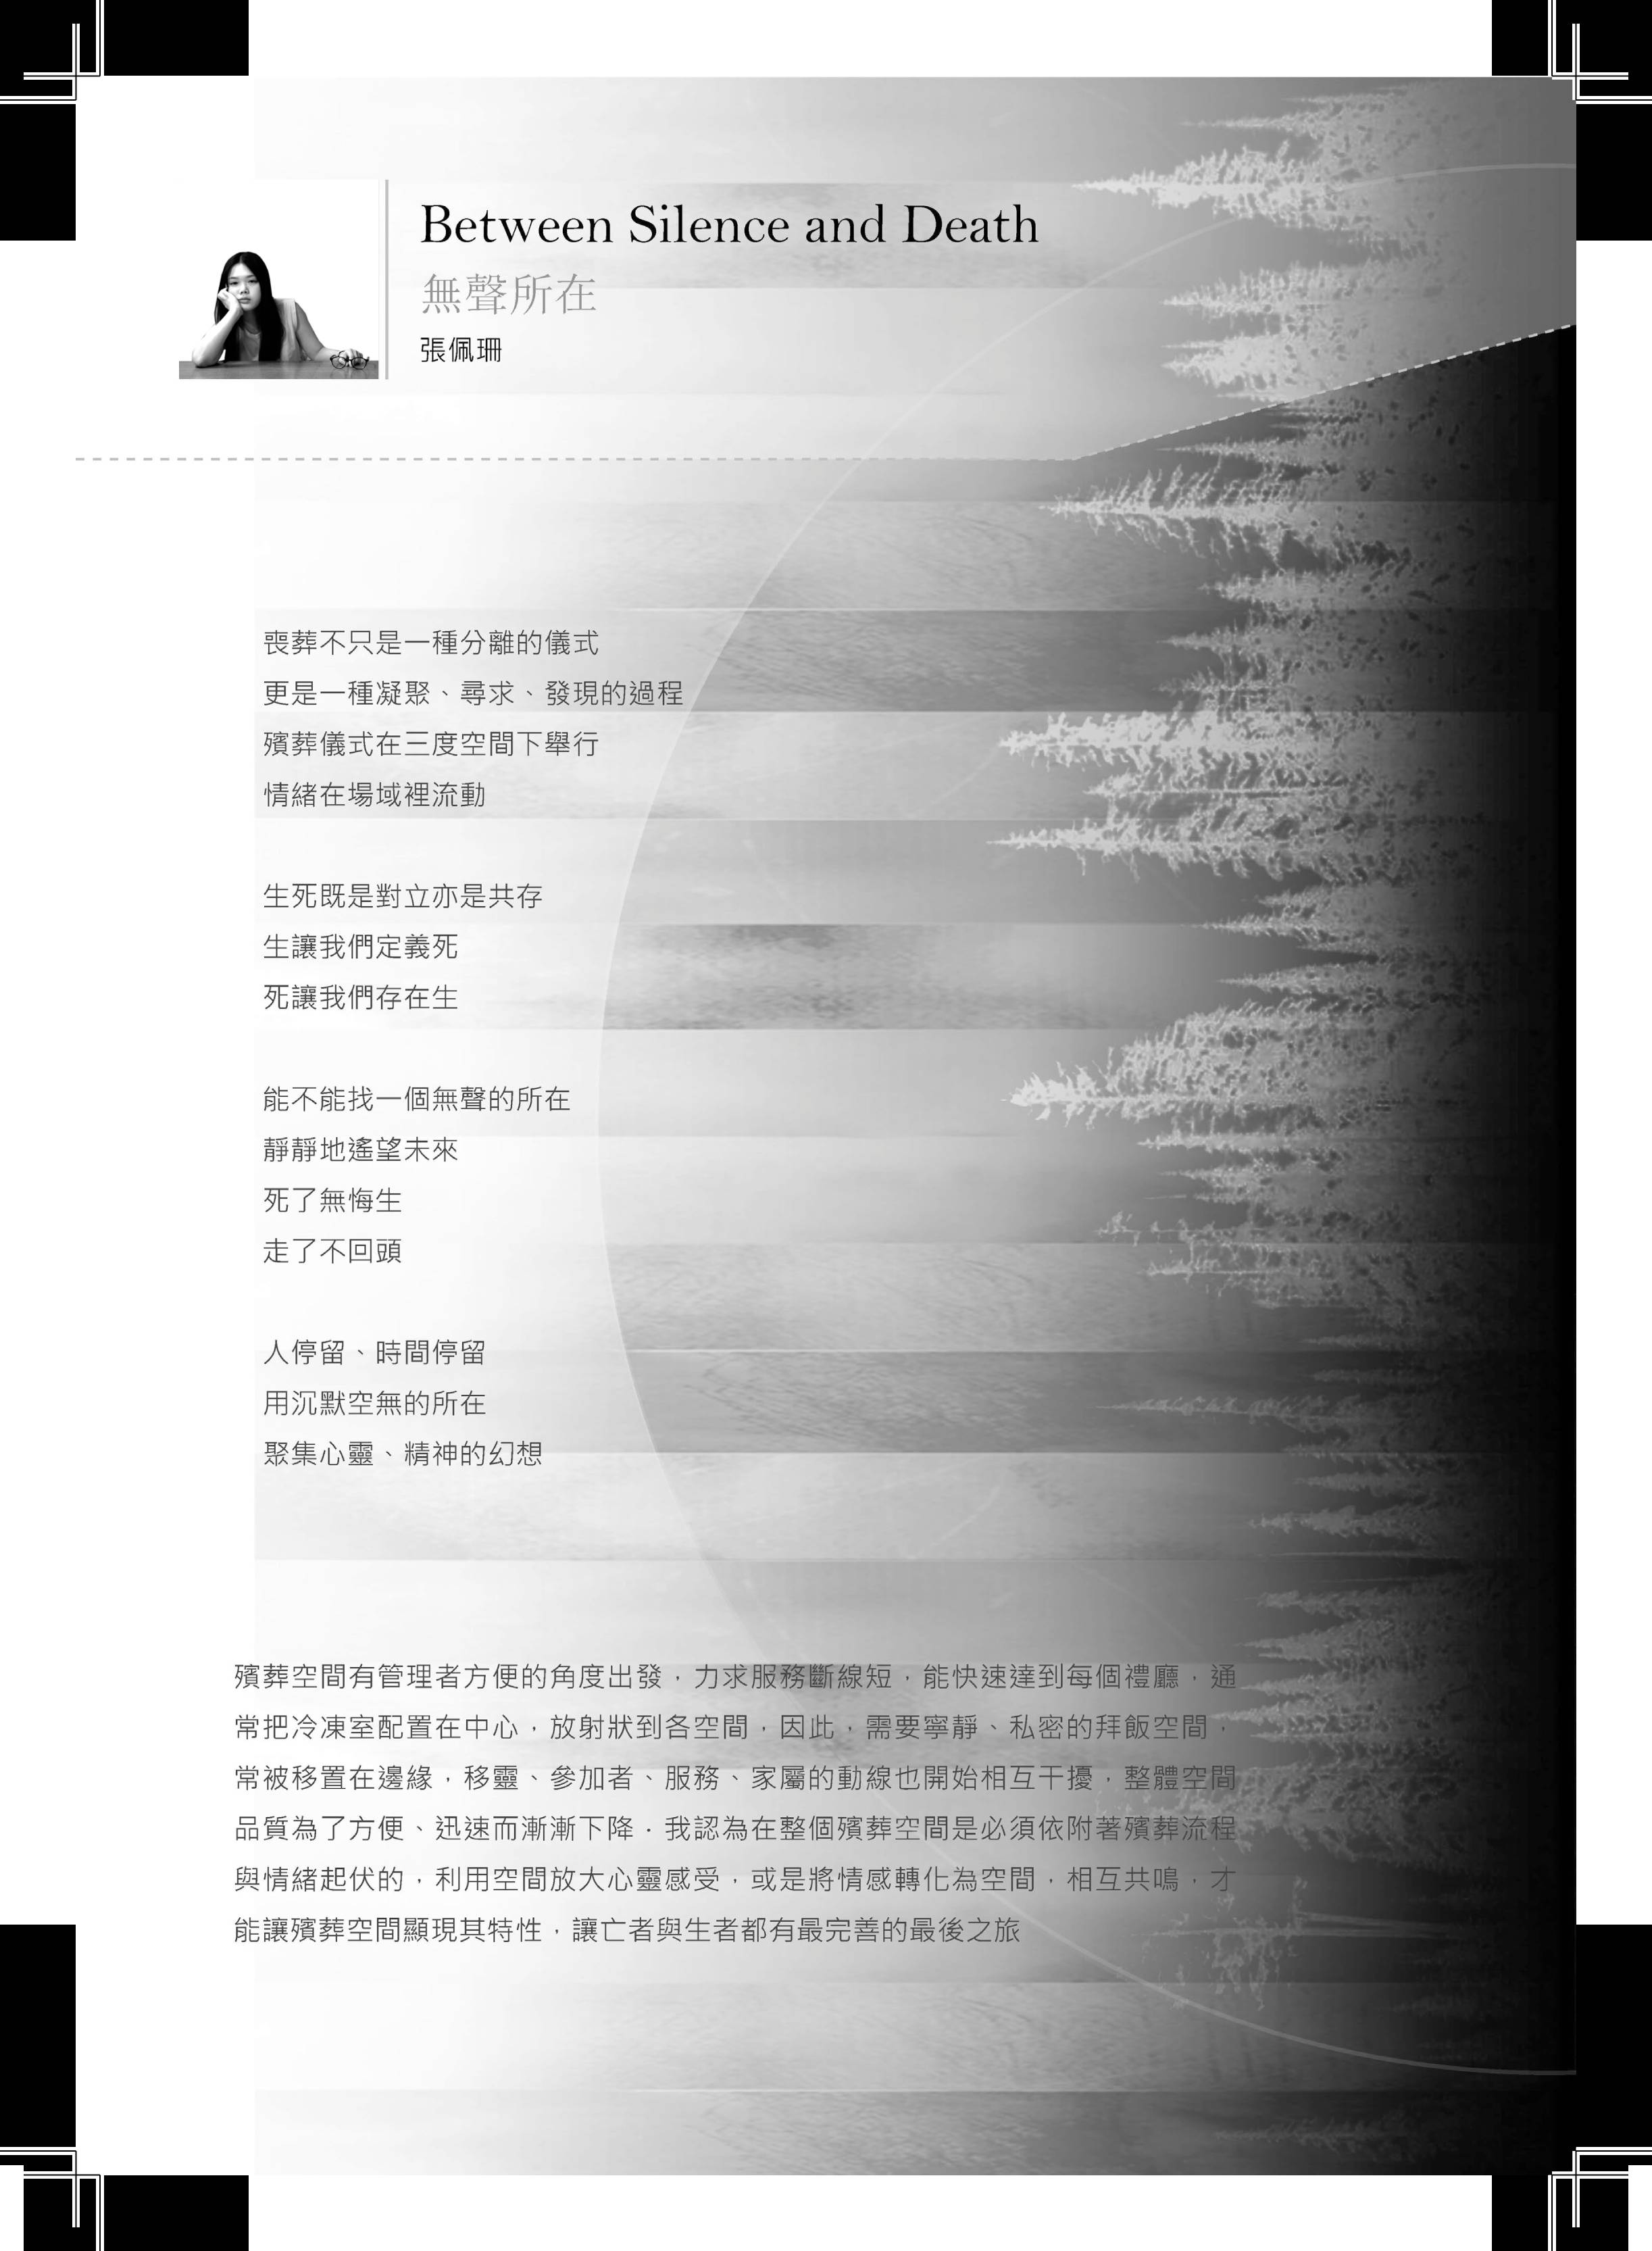 Between Silence and Death
無聲所在
張佩珊
喪葬不只是一種分離的儀式
更是一種凝聚、尋求、發現的過程
殯葬儀式在三度空間下舉行
情緒在場域裡流動
生死既是對立亦是共存
生讓我們定義死
死讓我們存在生
能不能找一個無聲的所在
靜靜地遙望未來
死了無悔生
走了不回頭
人停留、時間停留
用沉默空無的所在
聚集心靈、精神的幻想
殯葬空間有管理者方便的角度出發，力求服務斷線短，能快速達到每個禮廳，通
常把冷凍室配置在中心，放射狀到各空間，因此，需要寧靜、私密的拜飯空間，
常被移置在邊緣，移靈、參加者、服務、家屬的動線也開始相互干擾，整體空間
品質為了方便、迅速而漸漸下降．我認為在整個殯葬空間是必須依附著殯葬流程
與情緒起伏的，利用空間放大心靈感受，或是將情感轉化為空間，相互共鳴，才
能讓殯葬空間顯現其特性，讓亡者與生者都有最完善的最後之旅